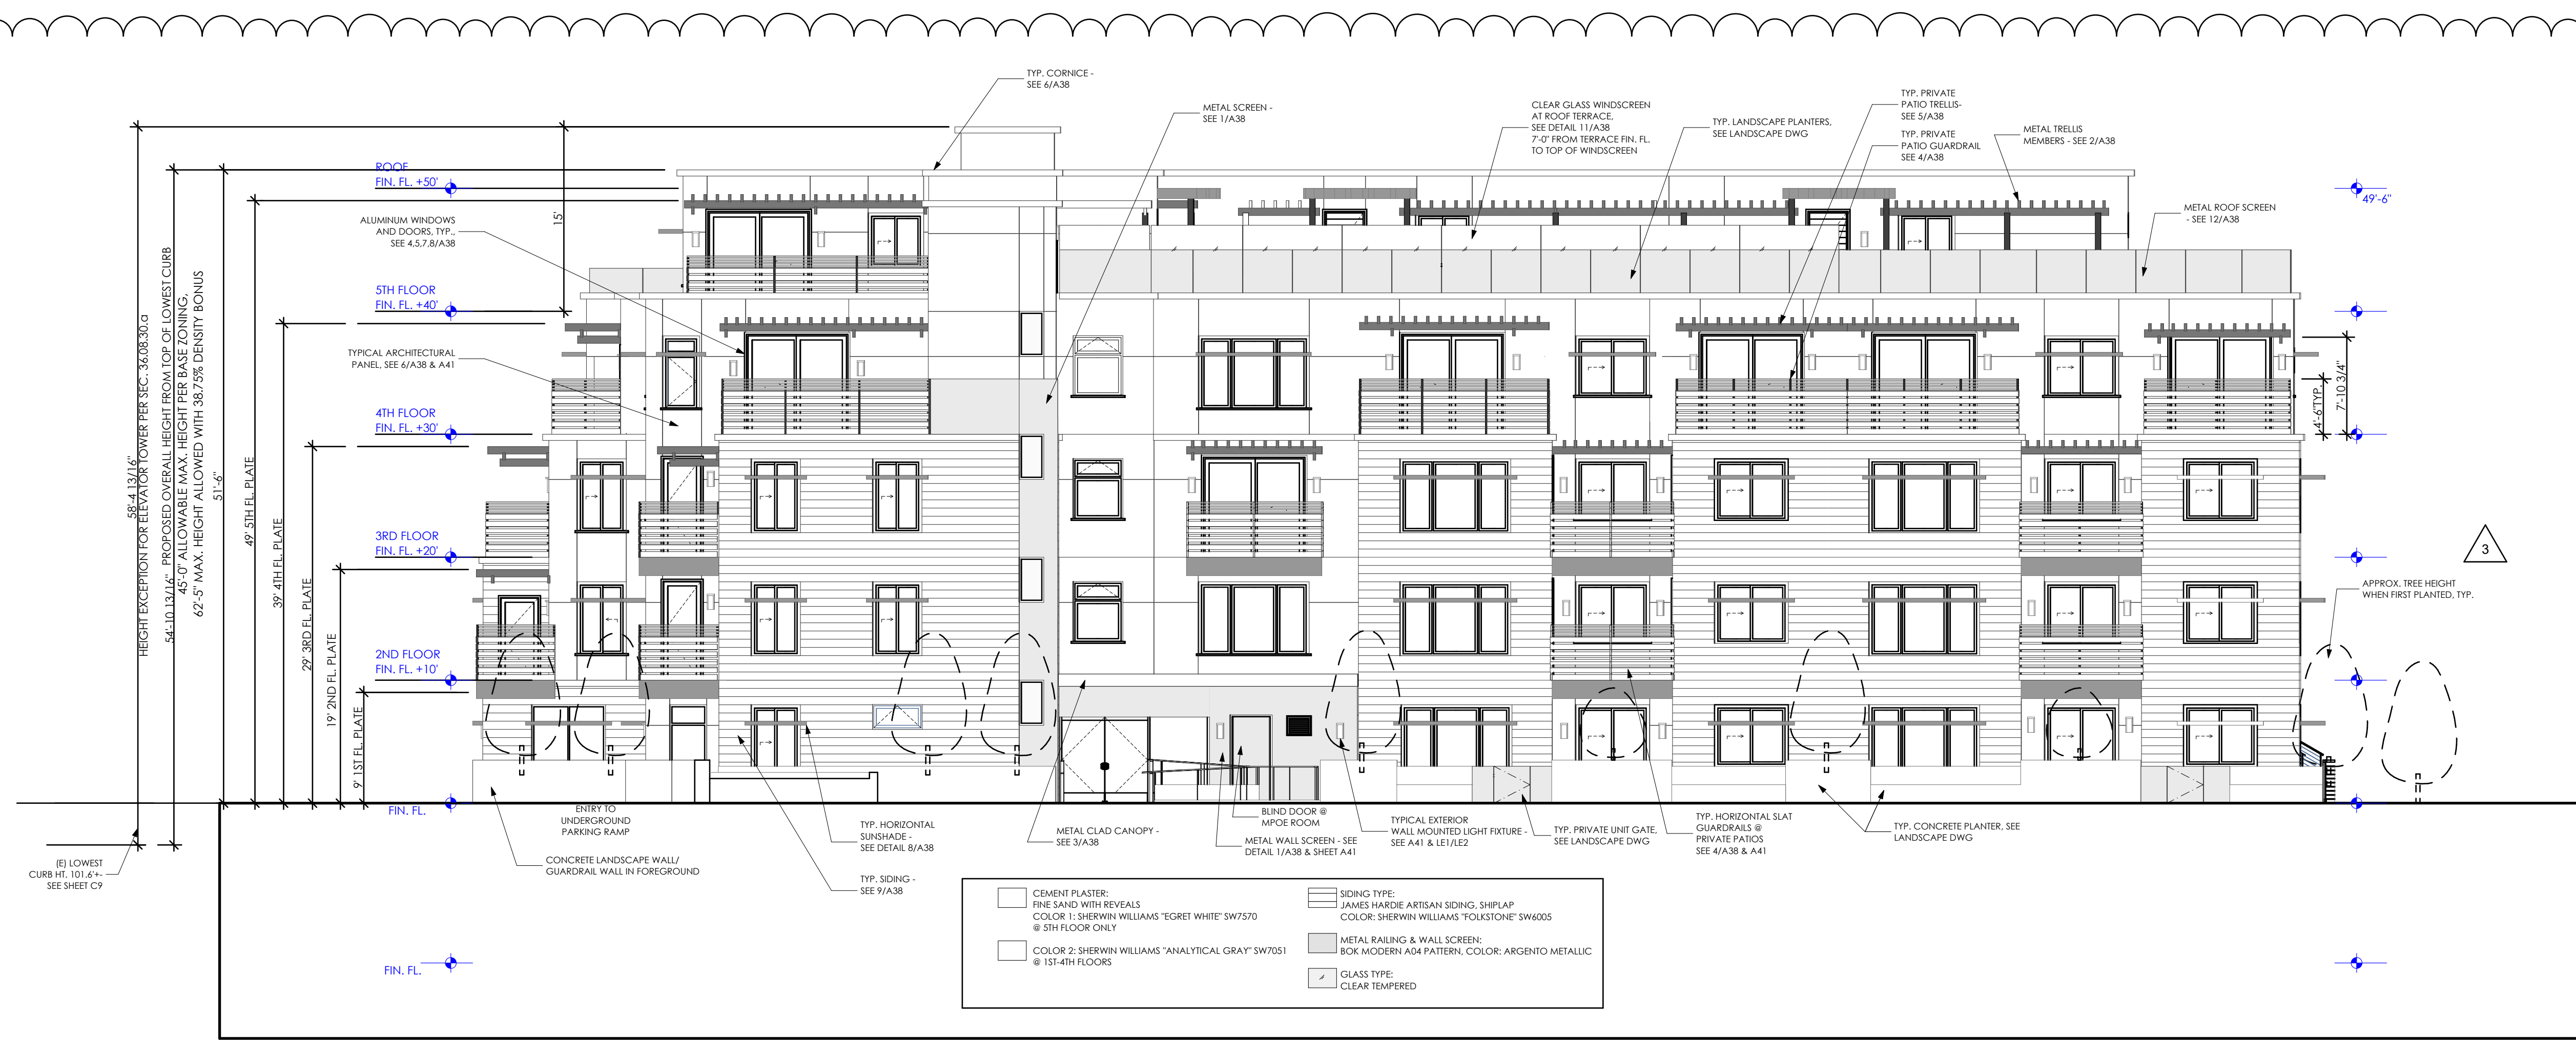 TYP. CORNICE -
SEE 6/A38
METAL SCREEN -
SEE 1/A38
CLEAR GLASS WINDSCREEN
AT ROOF TERRACE,
SEE DETAIL 11/A38
7'-0" FROM TERRACE FIN. FL.
TO TOP OF WINDSCREEN
TYP. LANDSCAPE PLANTERS,
SEE LANDSCAPE DWG
TYP. PRIVATE
PATIO TRELLIS-
SEE 5/A38
TYP. PRIVATE
PATIO GUARDRAIL
SEE 4/A38
METAL TRELLIS
MEMBERS - SEE 2/A38
METAL ROOF SCREEN
- SEE 12/A38
49'-6"
ROOF
FIN. FL. +50'
ALUMINUM WINDOWS
AND DOORS, TYP.,
SEE 4,5,7,8/A38
15'
5TH FLOOR
FIN. FL. +40'
TYPICAL ARCHITECTURAL
PANEL, SEE 6/A38 & A41
4TH FLOOR
FIN. FL. +30'
3RD FLOOR
FIN. FL. +20'
2ND FLOOR
FIN. FL. +10'
FIN. FL.
FIN. FL.
58'-4 13/16"
HEIGHT EXCEPTION FOR ELEVATOR TOWER PER SEC. 36.08.30.a
54'-10 13/16" PROPOSED OVERALL HEIGHT FROM TOP OF LOWEST CURB
45'-0" ALLOWABLE MAX. HEIGHT PER BASE ZONING,
62'-5" MAX. HEIGHT ALLOWED WITH 38.75% DENSITY BONUS
51'-6"
49' 5TH FL. PLATE
39' 4TH FL. PLATE
29' 3RD FL. PLATE
19' 2ND FL. PLATE
9' 1ST FL. PLATE
4'-6"TYP.
7'-10 3/4"
3
APPROX. TREE HEIGHT
WHEN FIRST PLANTED, TYP.
(E) LOWEST
CURB HT. 101.6'+-
SEE SHEET C9
ENTRY TO
UNDERGROUND
PARKING RAMP
CONCRETE LANDSCAPE WALL/
GUARDRAIL WALL IN FOREGROUND
TYP. HORIZONTAL
SUNSHADE -
SEE DETAIL 8/A38
TYP. SIDING -
SEE 9/A38
METAL CLAD CANOPY -
SEE 3/A38
BLIND DOOR @
MPOE ROOM
METAL WALL SCREEN - SEE
DETAIL 1/A38 & SHEET A41
TYPICAL EXTERIOR
WALL MOUNTED LIGHT FIXTURE -
SEE A41 & LE1/LE2
TYP. PRIVATE UNIT GATE,
SEE LANDSCAPE DWG
TYP. HORIZONTAL SLAT
GUARDRAILS @
PRIVATE PATIOS
SEE 4/A38 & A41
TYP. CONCRETE PLANTER, SEE
LANDSCAPE DWG
CEMENT PLASTER:
FINE SAND WITH REVEALS
COLOR 1: SHERWIN WILLIAMS "EGRET WHITE" SW7570
@ 5TH FLOOR ONLY
COLOR 2: SHERWIN WILLIAMS "ANALYTICAL GRAY" SW7051
@ 1ST-4TH FLOORS
SIDING TYPE:
JAMES HARDIE ARTISAN SIDING, SHIPLAP
COLOR: SHERWIN WILLIAMS "FOLKSTONE" SW6005
METAL RAILING & WALL SCREEN:
BOK MODERN A04 PATTERN, COLOR: ARGENTO METALLIC
GLASS TYPE:
CLEAR TEMPERED